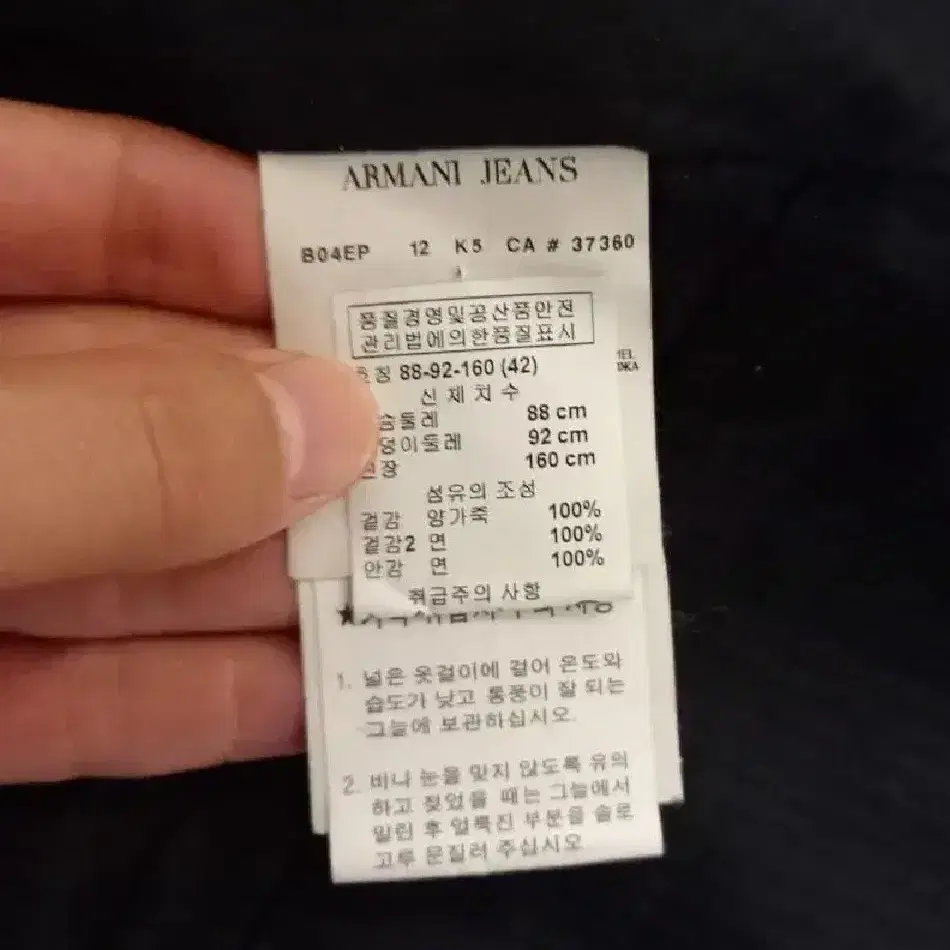 ARMANI JEANS
B04EP 12 K5 CA # 37360
품질경영및공산품안전
관리법에의한품질표시
88-92-160 (42)
신체치수
88 cm
92 cm
160 cm
섬유의 조성
겉감 양가죽 100%
겉감2 면 100%
안감 면 100%
취급주의 사항
1. 넓은 옷걸이에 걸어 온도와
습도가 낮고 통풍이 잘 되는
그늘에 보관하십시오.
2. 비나 눈을 맞지 않도록 유의
하고 젖었을 때는 그늘에서
말린 후 얼룩진 부분을 솔로
고루 문질러 주십시오